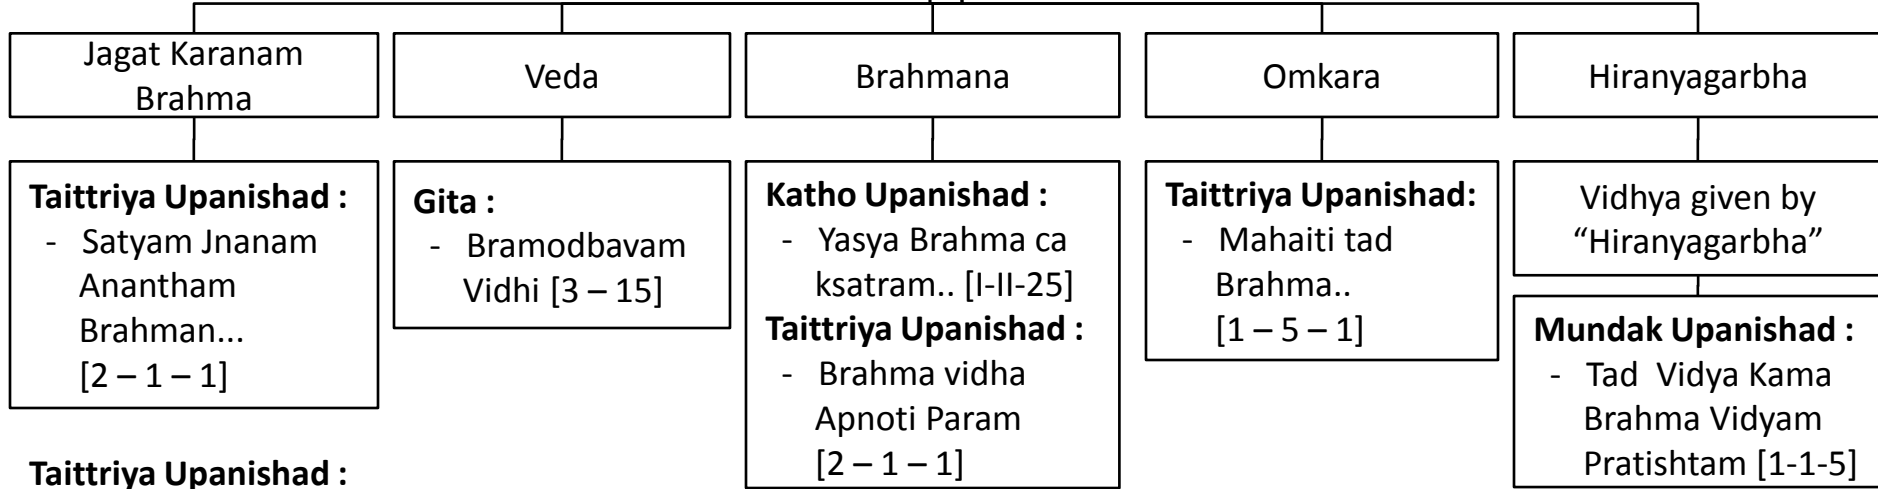 Jagat Karanam
Brahma
Veda
Brahmana
Omkara
Hiranyagarbha
Taittriya Upanishad :
- Satyam Jnanam
Anantham
Brahman...
[2 – 1 – 1]
Gita :
- Bramodbavam
Vidhi [3 – 15]
Katho Upanishad :
- Yasya Brahma ca
ksatram.. [I-II-25]
Taittriya Upanishad :
- Brahma vidha
Apnoti Param
[2 – 1 – 1]
Taittriya Upanishad:
- Mahaiti tad
Brahma..
[1 – 5 – 1]
Vidhya given by
“Hiranyagarbha”
Mundak Upanishad :
- Tad Vidya Kama
Brahma Vidyam
Pratishtam [1-1-5]
Taittriya Upanishad :